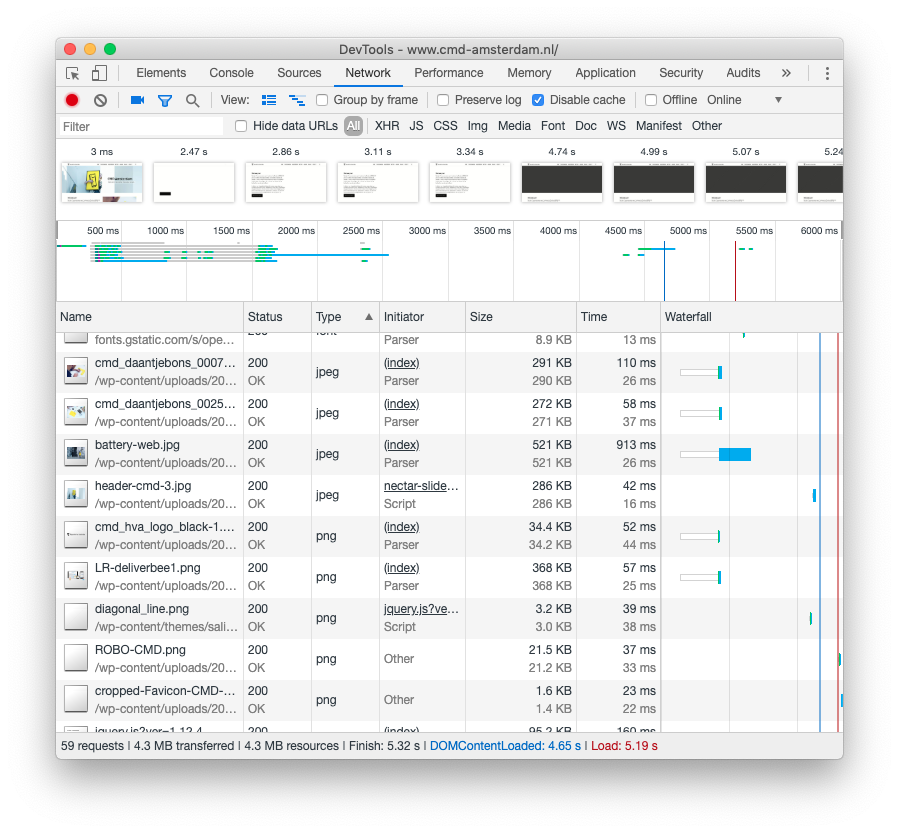 DevTools - www.cmd-amsterdam.nl/
Elements Console Sources Network Performance Memory Application Security Audits »
View: Group by frame Preserve log Disable cache Offline Online ▼
Filter Hide data URLs All XHR JS CSS Img Media Font Doc WS Manifest Other
3 ms 2.47 s 2.86 s 3.11 s 3.34 s 4.74 s 4.99 s 5.07 s 5.24
500 ms 1000 ms 1500 ms 2000 ms 2500 ms 3000 ms 3500 ms 4000 ms 4500 ms 5000 ms 5500 ms 6000 ms
Name Status Type ▲ Initiator Size Time Waterfall
fonts.gstatic.com/s/ope… Parser 8.9 KB 13 ms
cmd_daantjebons_0007… 200 jpeg (index) 291 KB 110 ms
/wp-content/uploads/20… OK Parser 290 KB 26 ms
cmd_daantjebons_0025… 200 jpeg (index) 272 KB 58 ms
/wp-content/uploads/20… OK Parser 271 KB 37 ms
battery-web.jpg 200 jpeg (index) 521 KB 913 ms
/wp-content/uploads/20… OK Parser 521 KB 26 ms
header-cmd-3.jpg 200 jpeg nectar-slide… 286 KB 42 ms
/wp-content/uploads/20… OK Script 286 KB 16 ms
cmd_hva_logo_black-1.… 200 png (index) 34.4 KB 52 ms
/wp-content/uploads/20… OK Parser 34.2 KB 44 ms
LR-deliverbee1.png 200 png (index) 368 KB 57 ms
/wp-content/uploads/20… OK Parser 368 KB 25 ms
diagonal_line.png 200 png jquery.js?ve… 3.2 KB 39 ms
/wp-content/themes/sali… OK Script 3.0 KB 38 ms
ROBO-CMD.png 200 png Other 21.5 KB 37 ms
/wp-content/uploads/20… OK 21.2 KB 33 ms
cropped-Favicon-CMD-… 200 png Other 1.6 KB 23 ms
/wp-content/uploads/20… OK 1.4 KB 22 ms
jquery.js?ver=1.12.4 200 (index) 95.2 KB 160 ms
59 requests | 4.3 MB transferred | 4.3 MB resources | Finish: 5.32 s | DOMContentLoaded: 4.65 s | Load: 5.19 s